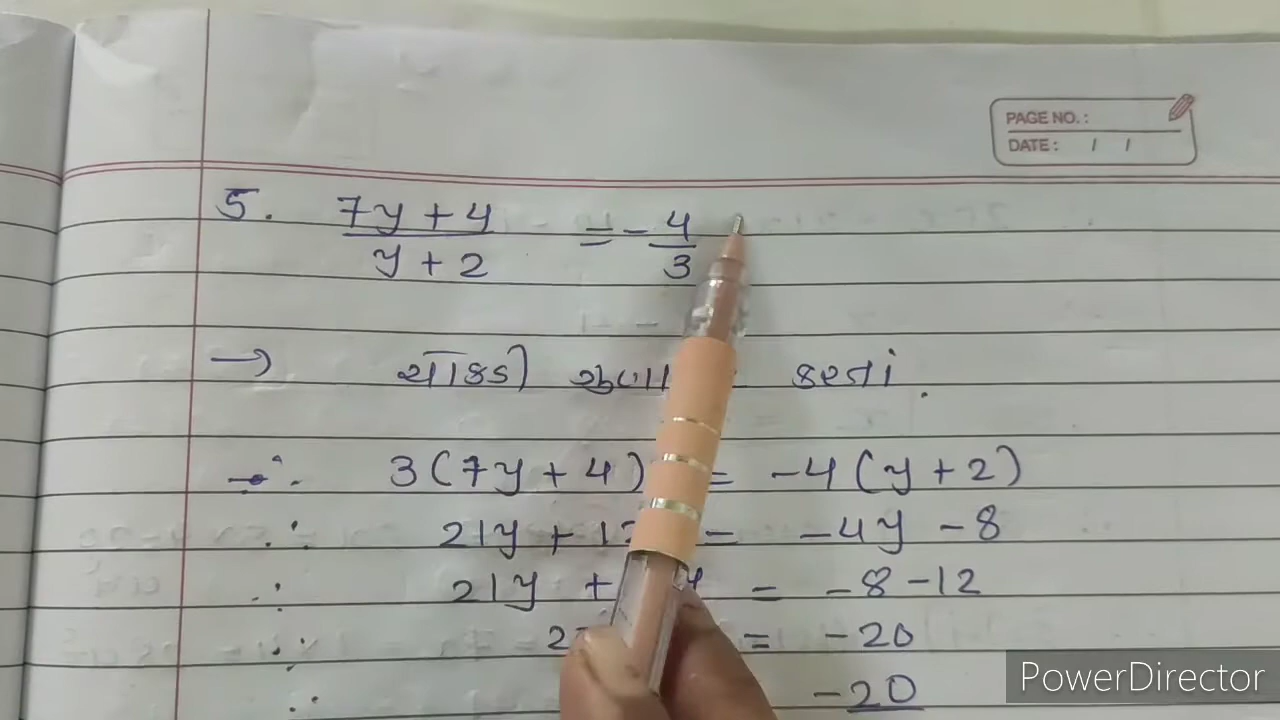 PAGE NO. :
DATE : / /
5. 7y + 4 / y + 2 = - 4 / 3
→ ચોકડી કરતાં.
∴ 3 ( 7y + 4 ) = -4 ( y + 2 )
∴ 21y + 12 = -4y - 8
∴ 21y + = -8 - 12
∴ = -20
∴ -20
PowerDirector